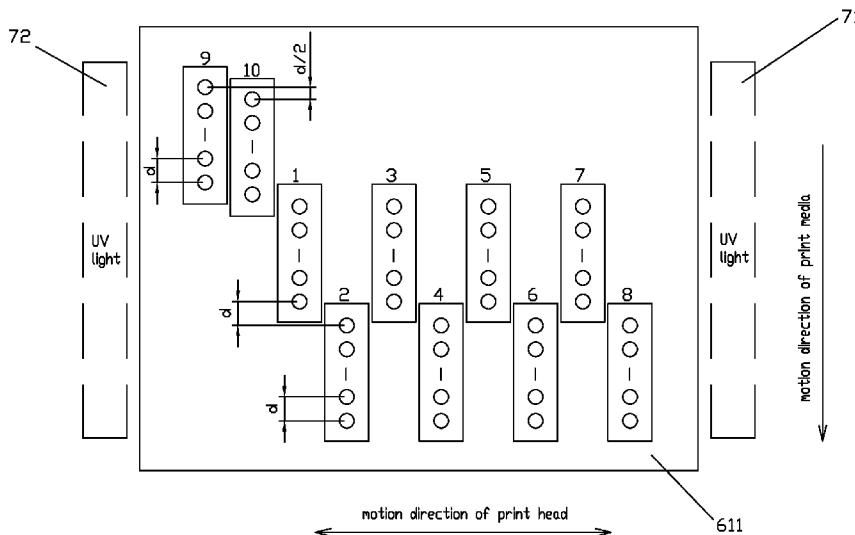 72
71
9
10
d/2
d
1
3
5
7
UV
light
UV
light
motion direction of print media
d
2
4
6
8
d
motion direction of print head
611